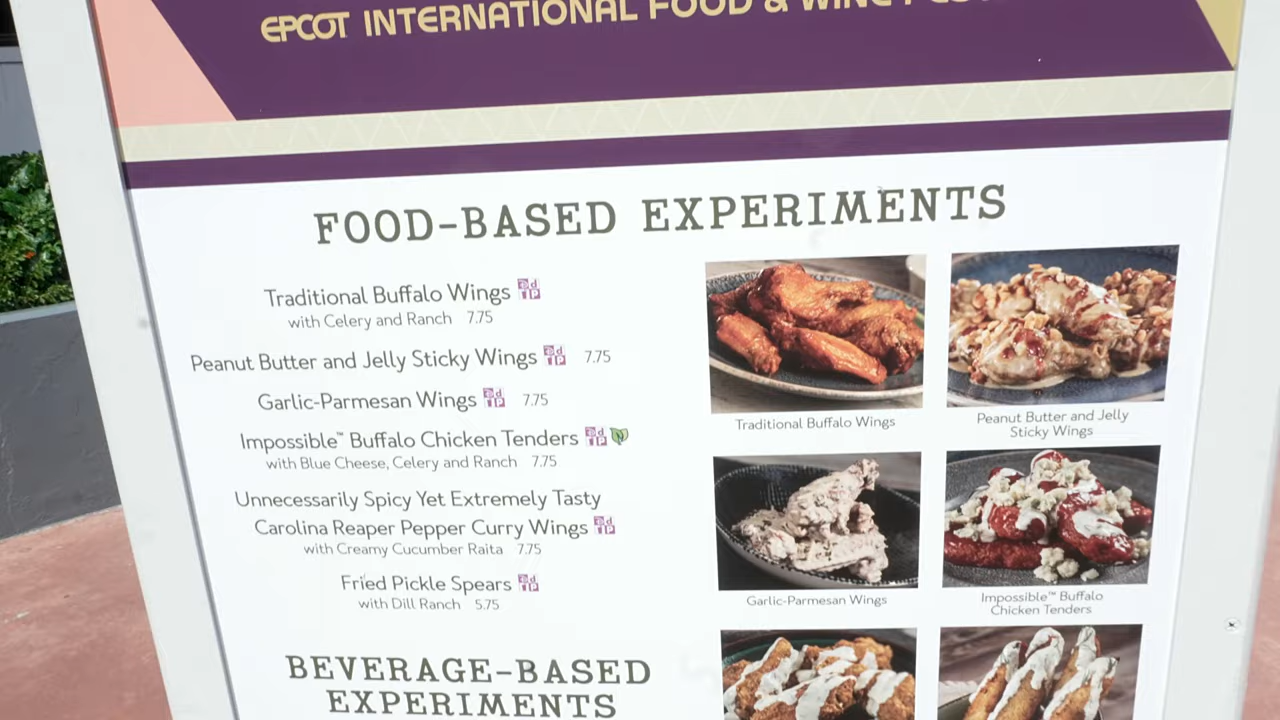 EPCOT INTERNATIONAL FOOD & WINE
FOOD-BASED EXPERIMENTS
Traditional Buffalo Wings
with Celery and Ranch 7.75
Peanut Butter and Jelly Sticky Wings 7.75
Garlic-Parmesan Wings 7.75
Impossible™ Buffalo Chicken Tenders
with Blue Cheese, Celery and Ranch 7.75
Unnecessarily Spicy Yet Extremely Tasty
Carolina Reaper Pepper Curry Wings
with Creamy Cucumber Raita 7.75
Fried Pickle Spears
with Dill Ranch 5.75
BEVERAGE-BASED
EXPERIMENTS
Traditional Buffalo Wings
Peanut Butter and Jelly
Sticky Wings
Garlic-Parmesan Wings
Impossible™ Buffalo
Chicken Tenders